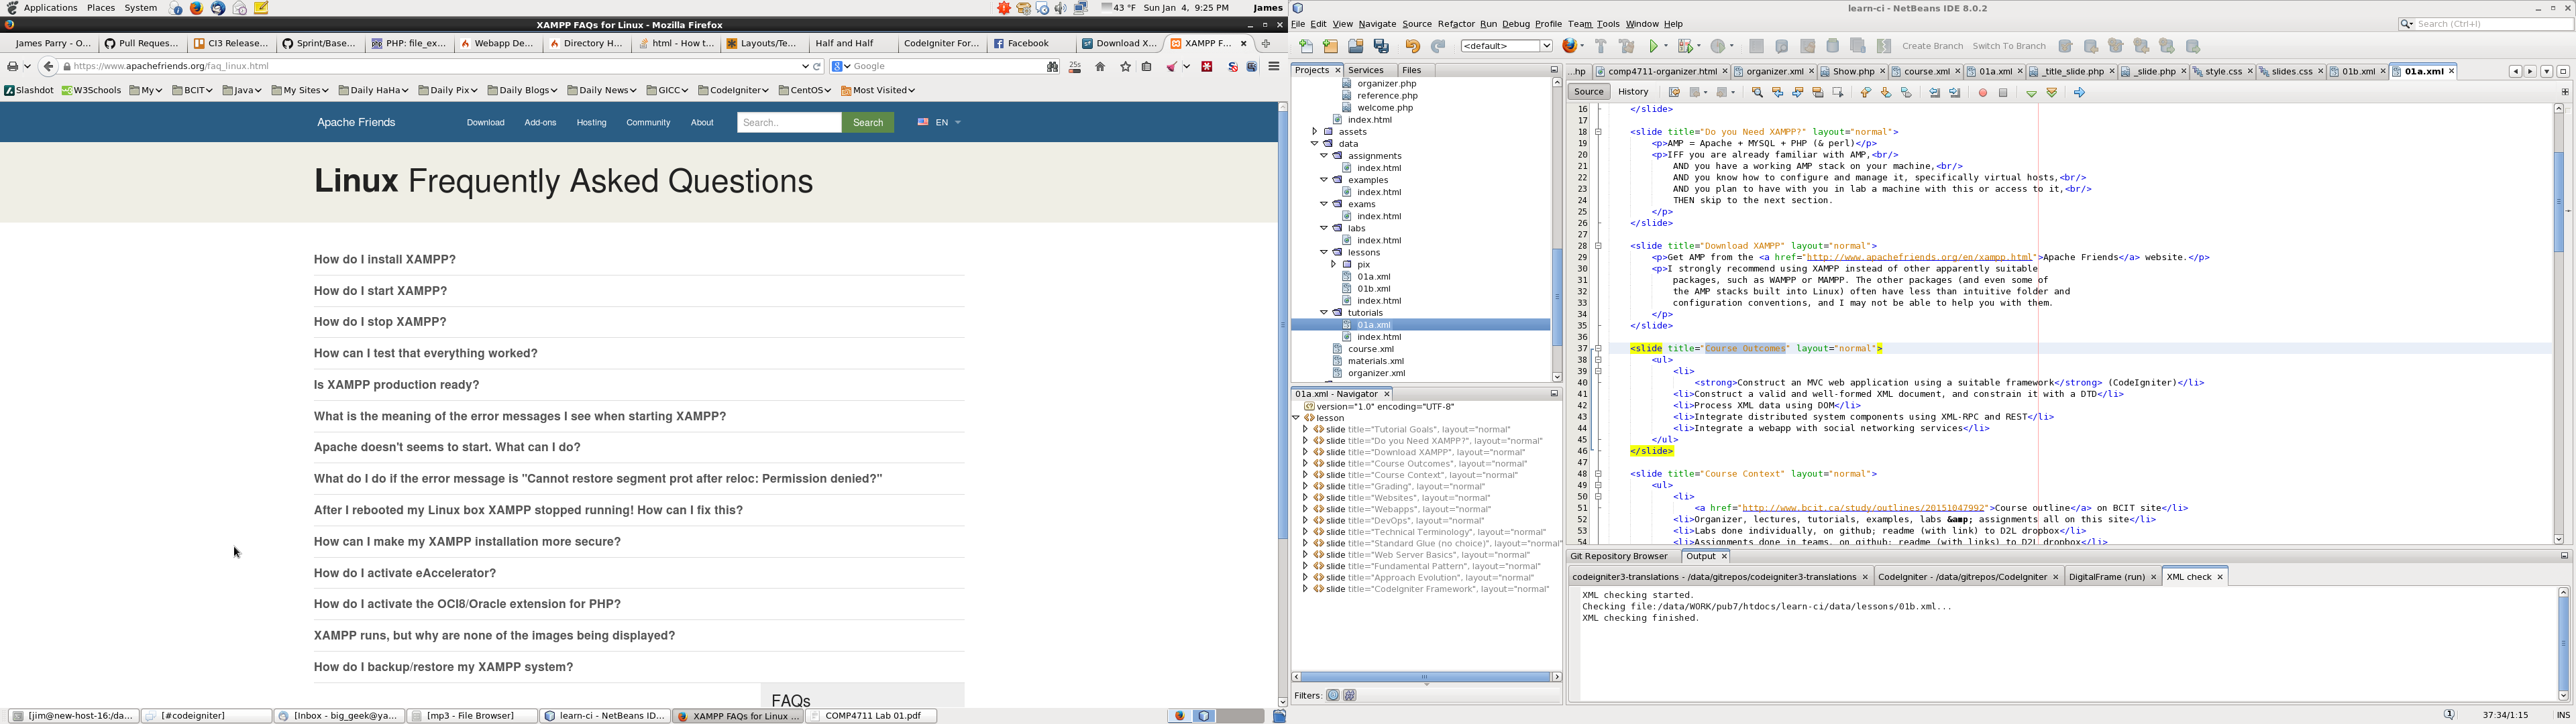 Applications Places System
43 °F Sun Jan 4, 9:25 PM James
XAMPP FAQs for Linux - Mozilla Firefox
James Parry - O... Pull Reques... CI3 Release... Sprint/Base... PHP: file_ex... Webapp De... Directory H... html - How t... Layouts/Te... Half and Half CodeIgniter For... Facebook Download X... XAMPP F...
https://www.apachefriends.org/faq_linux.html
Google
25s
Slashdot W3Schools My BCIT Java My Sites Daily HaHa Daily Pix Daily Blogs Daily News GICC CodeIgniter CentOS Most Visited
Apache Friends Download Add-ons Hosting Community About Search.. Search EN
Linux Frequently Asked Questions
How do I install XAMPP?
How do I start XAMPP?
How do I stop XAMPP?
How can I test that everything worked?
Is XAMPP production ready?
What is the meaning of the error messages I see when starting XAMPP?
Apache doesn't seems to start. What can I do?
What do I do if the error message is "Cannot restore segment prot after reloc: Permission denied?"
After I rebooted my Linux box XAMPP stopped running! How can I fix this?
How can I make my XAMPP installation more secure?
How do I activate eAccelerator?
How do I activate the OCI8/Oracle extension for PHP?
XAMPP runs, but why are none of the images being displayed?
How do I backup/restore my XAMPP system?
FAQs
learn-ci - NetBeans IDE 8.0.2
File Edit View Navigate Source Refactor Run Debug Profile Team Tools Window Help
Search (Ctrl+I)
<default>
Create Branch Switch To Branch
Projects Services Files
organizer.php
reference.php
welcome.php
index.html
assets
data
assignments
index.html
examples
index.html
exams
index.html
labs
index.html
lessons
pix
01a.xml
01b.xml
index.html
tutorials
01a.xml
index.html
course.xml
materials.xml
organizer.xml
01a.xml - Navigator
version="1.0" encoding="UTF-8"
lesson
slide title="Tutorial Goals", layout="normal"
slide title="Do you Need XAMPP?", layout="normal"
slide title="Download XAMPP", layout="normal"
slide title="Course Outcomes", layout="normal"
slide title="Course Context", layout="normal"
slide title="Grading", layout="normal"
slide title="Websites", layout="normal"
slide title="Webapps", layout="normal"
slide title="DevOps", layout="normal"
slide title="Technical Terminology", layout="normal"
slide title="Standard Glue (no choice)", layout="normal"
slide title="Web Server Basics", layout="normal"
slide title="Fundamental Pattern", layout="normal"
slide title="Approach Evolution", layout="normal"
slide title="CodeIgniter Framework", layout="normal"
Filters:
...hp comp4711-organizer.html organizer.xml Show.php course.xml 01a.xml _title_slide.php _slide.php style.css slides.css 01b.xml 01a.xml
Source History
16 </slide>
17
18 <slide title="Do you Need XAMPP?" layout="normal">
19 <p>AMP = Apache + MYSQL + PHP (& perl)</p>
20 <p>IFF you are already familiar with AMP,<br/>
21 AND you have a working AMP stack on your machine,<br/>
22 AND you know how to configure and manage it, specifically virtual hosts,<br/>
23 AND you plan to have with you in lab a machine with this or access to it,<br/>
24 THEN skip to the next section.
25 </p>
26 </slide>
27
28 <slide title="Download XAMPP" layout="normal">
29 <p>Get AMP from the <a href="http://www.apachefriends.org/en/xampp.html">Apache Friends</a> website.</p>
30 <p>I strongly recommend using XAMPP instead of other apparently suitable
31 packages, such as WAMPP or MAMPP. The other packages (and even some of
32 the AMP stacks built into Linux) often have less than intuitive folder and
33 configuration conventions, and I may not be able to help you with them.
34 </p>
35 </slide>
36
37 <slide title="Course Outcomes" layout="normal">
38 <ul>
39 <li>
40 <strong>Construct an MVC web application using a suitable framework</strong> (CodeIgniter)</li>
41 <li>Construct a valid and well-formed XML document, and constrain it with a DTD</li>
42 <li>Process XML data using DOM</li>
43 <li>Integrate distributed system components using XML-RPC and REST</li>
44 <li>Integrate a webapp with social networking services</li>
45 </ul>
46 </slide>
47
48 <slide title="Course Context" layout="normal">
49 <ul>
50 <li>
51 <a href="http://www.bcit.ca/study/outlines/20151047992">Course outline</a> on BCIT site</li>
52 <li>Organizer, lectures, tutorials, examples, labs &amp; assignments all on this site</li>
53 <li>Labs done individually, on github; readme (with link) to D2L dropbox</li>
54 <li>Assignments done in teams, on github; readme (with links) to D2L dropbox</li>
Git Repository Browser Output
codeigniter3-translations - /data/gitrepos/codeigniter3-translations CodeIgniter - /data/gitrepos/CodeIgniter DigitalFrame (run) XML check
XML checking started.
Checking file:/data/WORK/pub7/htdocs/learn-ci/data/lessons/01b.xml...
XML checking finished.
[jim@new-host-16:/da... [#codeigniter] [Inbox - big_geek@ya... [mp3 - File Browser] learn-ci - NetBeans ID... XAMPP FAQs for Linux ... COMP4711 Lab 01.pdf
1 37:34/1:15 INS